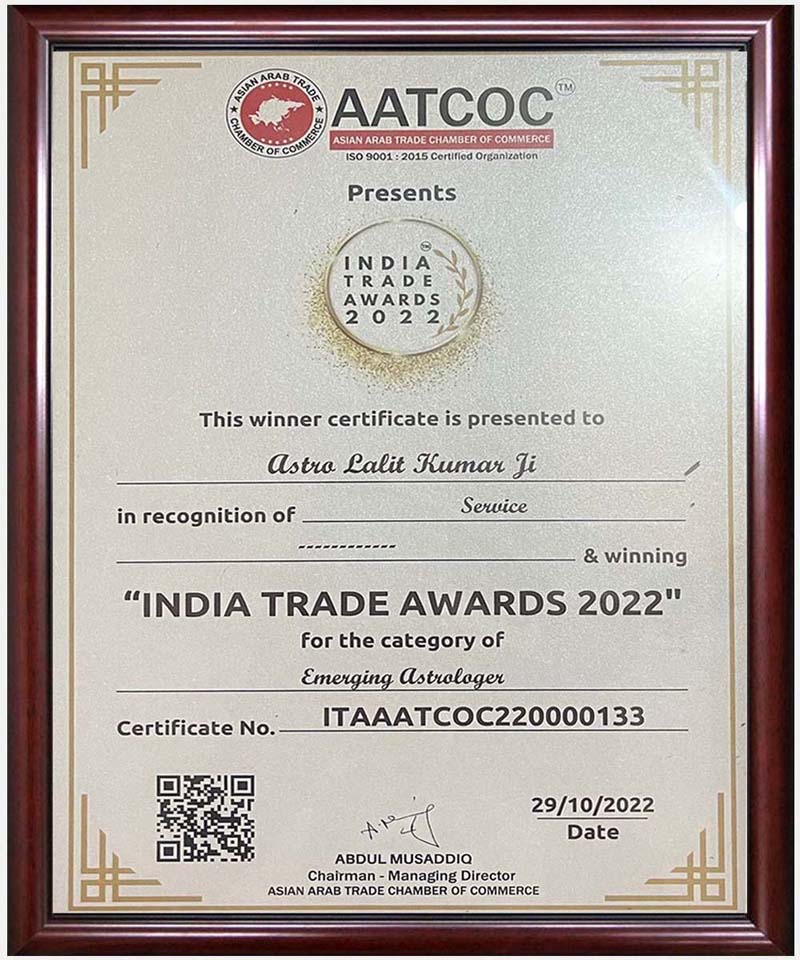 ASIAN ARAB TRADE
CHAMBER OF COMMERCE
AATCOC TM
ASIAN ARAB TRADE CHAMBER OF COMMERCE
ISO 9001 : 2015 Certified Organization
Presents
TM
INDIA
TRADE
AWARDS
2022
This winner certificate is presented to
Astro Lalit Kumar Ji
in recognition of Service
------------ & winning
“INDIA TRADE AWARDS 2022"
for the category of
Emerging Astrologer
Certificate No. ITAAATCOC220000133
29/10/2022
Date
ABDUL MUSADDIQ
Chairman - Managing Director
ASIAN ARAB TRADE CHAMBER OF COMMERCE